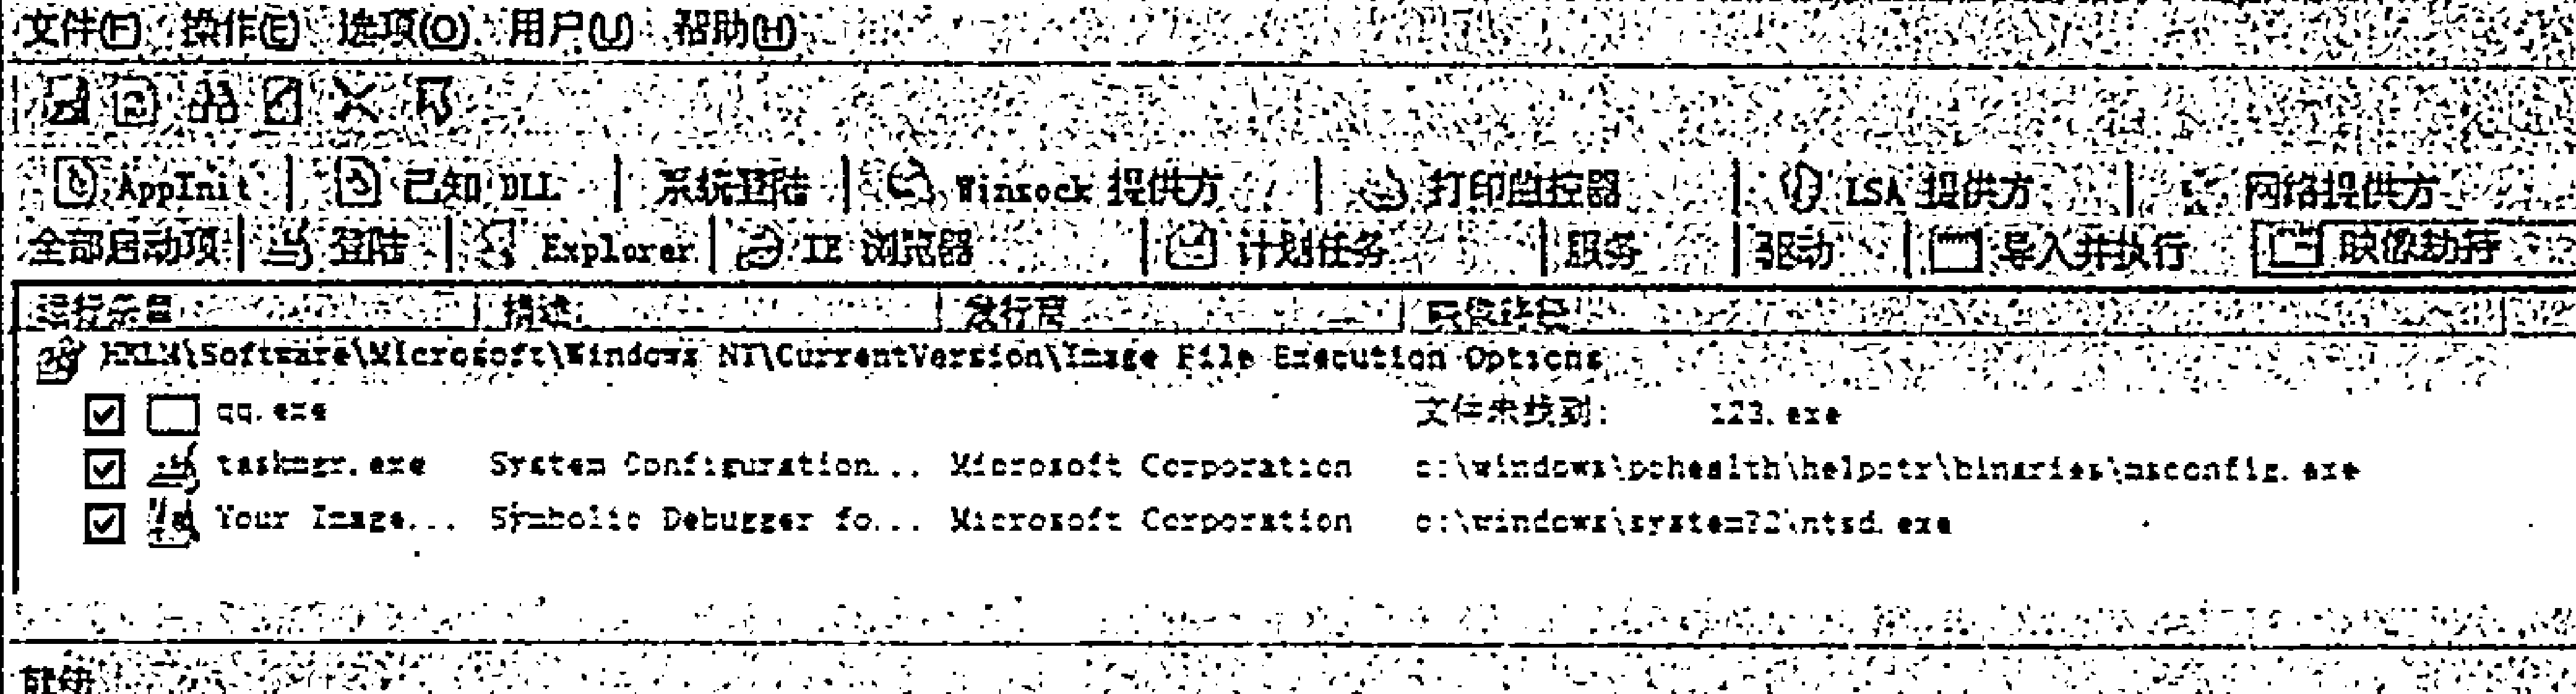 文件(F) 操作(E) 选项(O) 用户(U) 帮助(H)
AppInit 已知 DLL 系统登陆 Winsock 提供方 打印监控器 LSA 提供方 网络提供方
全部启动项 登陆 Explorer IE 浏览器 计划任务 服务 驱动 导入并执行 映像劫持
描述 发行商 映像路径
HKLM\Software\Microsoft\Windows NT\CurrentVersion\Image File Execution Options
qq.exe 文件未找到: 123.exe
taskmgr.exe System Configuration... Microsoft Corporation c:\windows\pchealth\helpctr\binaries\msconfig.exe
Your Image... Symbolic Debugger fo... Microsoft Corporation c:\windows\system32\ntsd.exe